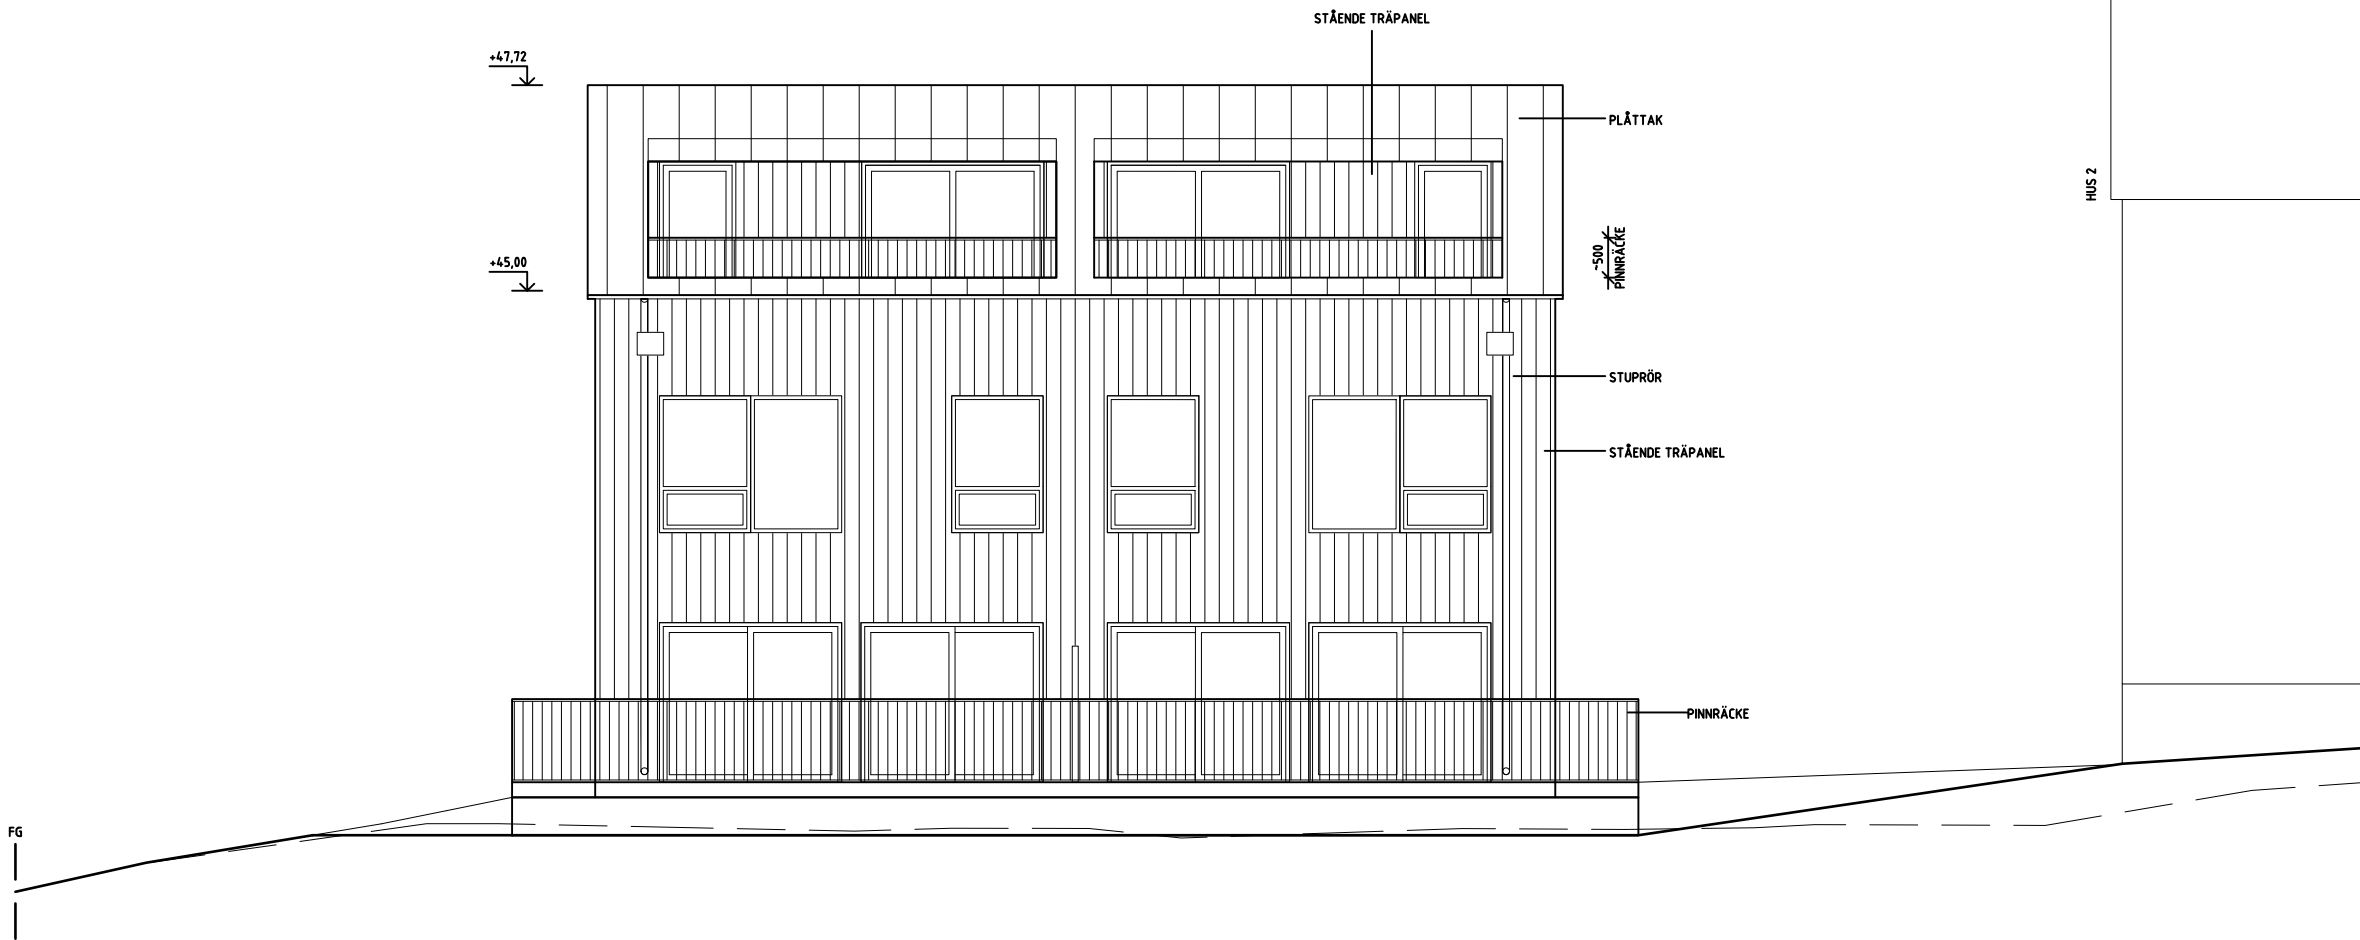 STÅENDE TRÄPANEL
+47,72
PLÅTTAK
HUS 2
+45,00
~500
PINNRÄCKE
STUPRÖR
STÅENDE TRÄPANEL
PINNRÄCKE
FG